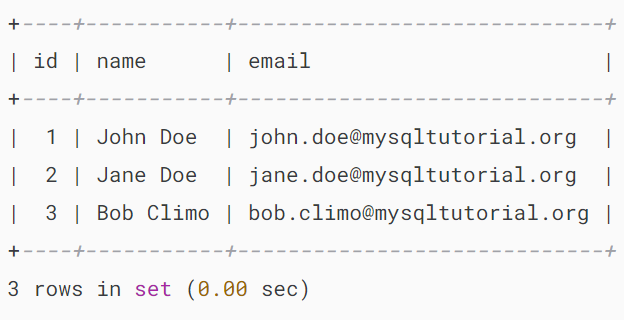 +----+-----------+-----------------------------+
| id | name      | email                       |
+----+-----------+-----------------------------+
|  1 | John Doe  | john.doe@mysqltutorial.org  |
|  2 | Jane Doe  | jane.doe@mysqltutorial.org  |
|  3 | Bob Climo | bob.climo@mysqltutorial.org |
+----+-----------+-----------------------------+
3 rows in set (0.00 sec)